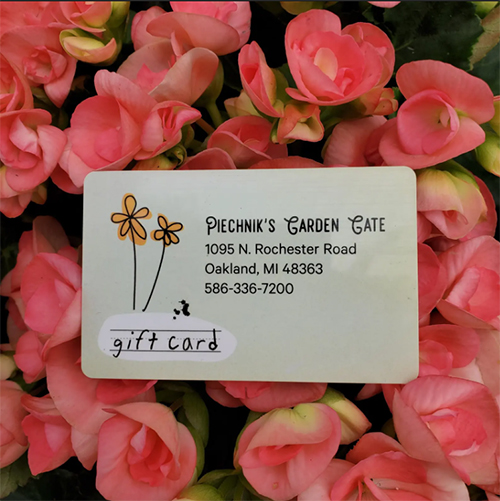 PIECHNIK'S GARDEN GATE
1095 N. Rochester Road
Oakland, MI 48363
586-336-7200
gift card